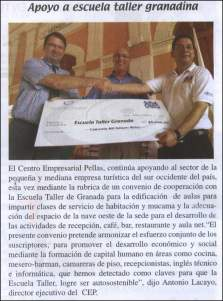 Apoyo a escuela taller granadina
Escuela Taller Granada
El Centro Empresarial Pellas, continúa apoyando al sector de la
pequeña y mediana empresa turística del sur occidente del país,
esta vez mediante la rubrica de un convenio de cooperación con
la Escuela Taller de Granada para la edificación de aulas para
impartir clases de servicio de habitación y mucama y la adecua-
ción del espacio de la nave oeste de la sede para el desarrollo de
las actividades de recepción, café, bar, restaurante y aula net."El
presente convenio pretende armonizar el esfuerzo conjunto de los
suscriptores, para promover el desarrollo económico y social
mediante la formación de capital humano en áreas como cocina,
mesero-barman, camaureras de piso, recepcionistas, inglés técnico
e informática, que hemos detectado como claves para que la
Escuela Taller, logre ser autosostenible", dijo Antonio Lacayo,
director ejecutivo del CEP.